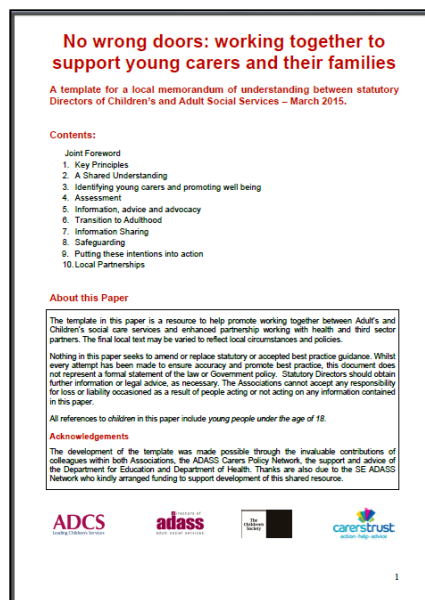 No wrong doors: working together to
support young carers and their families
A template for a local memorandum of understanding between statutory
Directors of Children's and Adult Social Services – March 2015.
Contents:
Joint Foreword
1. Key Principles
2. A Shared Understanding
3. Identifying young carers and promoting well being
4. Assessment
5. Information, advice and advocacy
6. Transition to Adulthood
7. Information Sharing
8. Safeguarding
9. Putting these intentions into action
10. Local Partnerships
About this Paper
The template in this paper is a resource to help promote working together between Adult's and
Children's social care services and enhanced partnership working with health and third sector
partners. The final local text may be varied to reflect local circumstances and policies.
Nothing in this paper seeks to amend or replace statutory or accepted best practice guidance. Whilst
every attempt has been made to ensure accuracy and promote best practice, this document does
not represent a formal statement of the law or Government policy. Statutory Directors should obtain
further information or legal advice, as necessary. The Associations cannot accept any responsibility
for loss or liability occasioned as a result of people acting or not acting on any information contained
in this paper.
All references to children in this paper include young people under the age of 18.
Acknowledgements
The development of the template was made possible through the invaluable contributions of
colleagues within both Associations, the ADASS Carers Policy Network, the support and advice of
the Department for Education and Department of Health. Thanks are also due to the SE ADASS
Network who kindly arranged funding to support development of this shared resource.
ADCS
Leading Children's Services
directors of
adass
adult social services
The
Children's
Society
carerstrust
action·help·advice
1